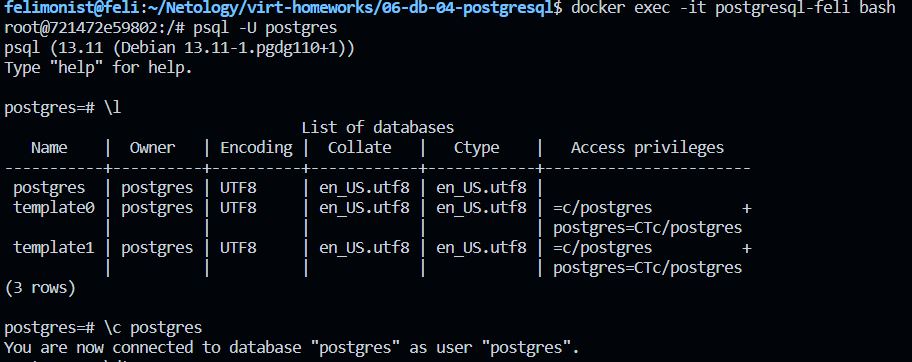 felimonist@feli:~/Netology/virt-homeworks/06-db-04-postgresql$ docker exec -it postgresql-feli bash
root@721472e59802:/# psql -U postgres
psql (13.11 (Debian 13.11-1.pgdg110+1))
Type "help" for help.

postgres=# \l
                                 List of databases
   Name    |  Owner   | Encoding |  Collate   |   Ctype    |   Access privileges
-----------+----------+----------+------------+------------+-----------------------
 postgres  | postgres | UTF8     | en_US.utf8 | en_US.utf8 |
 template0 | postgres | UTF8     | en_US.utf8 | en_US.utf8 | =c/postgres          +
           |          |          |            |            | postgres=CTc/postgres
 template1 | postgres | UTF8     | en_US.utf8 | en_US.utf8 | =c/postgres          +
           |          |          |            |            | postgres=CTc/postgres
(3 rows)

postgres=# \c postgres
You are now connected to database "postgres" as user "postgres".